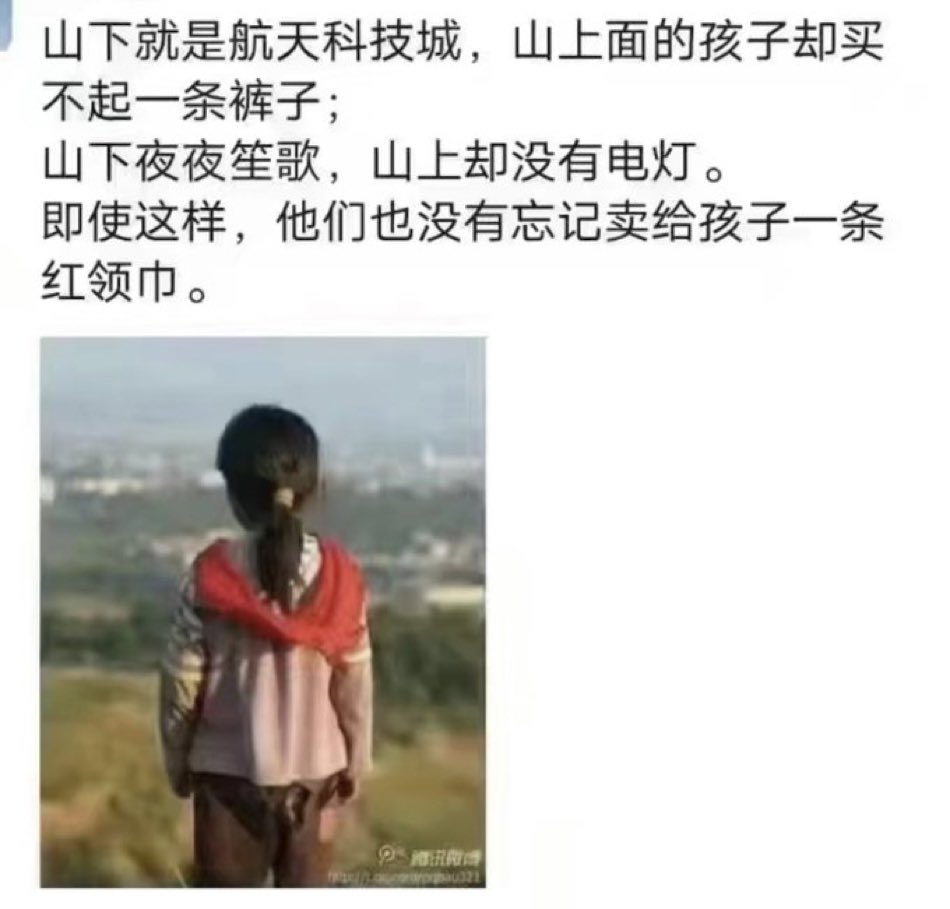 山下就是航天科技城，山上面的孩子却买
不起一条裤子；
山下夜夜笙歌，山上却没有电灯。
即使这样，他们也没有忘记卖给孩子一条
红领巾。
腾讯微博